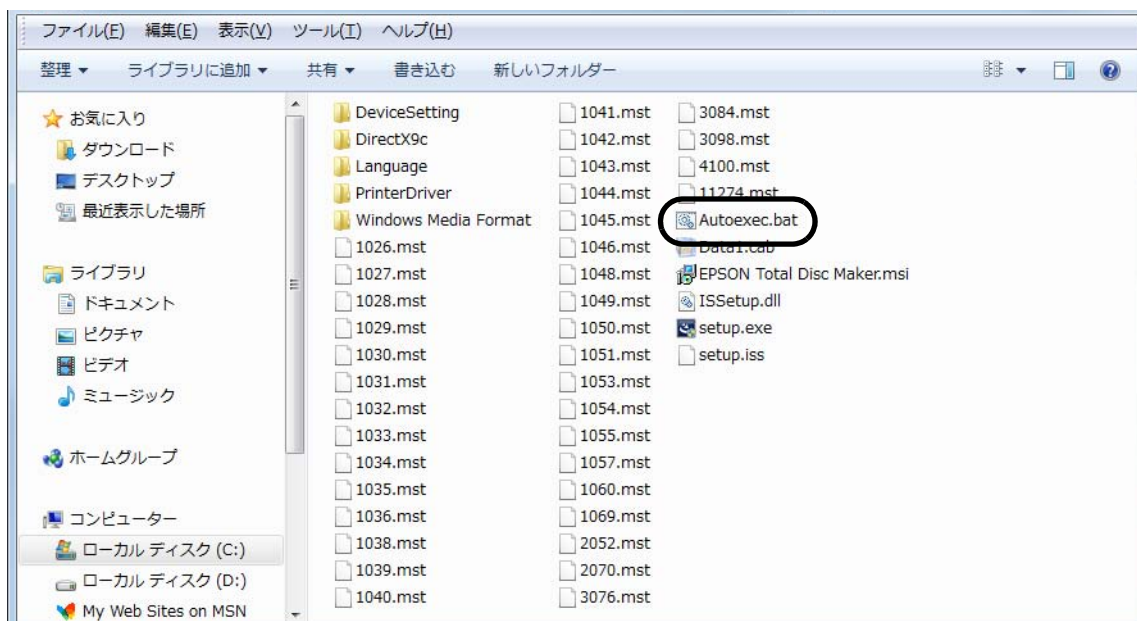 ファイル(F) 編集(E) 表示(V) ツール(T) ヘルプ(H)
整理 ライブラリに追加 共有 書き込む 新しいフォルダー
お気に入り
ダウンロード
デスクトップ
最近表示した場所
ライブラリ
ドキュメント
ピクチャ
ビデオ
ミュージック
ホームグループ
コンピューター
ローカル ディスク (C:)
ローカル ディスク (D:)
My Web Sites on MSN
DeviceSetting
DirectX9c
Language
PrinterDriver
Windows Media Format
1026.mst
1027.mst
1028.mst
1029.mst
1030.mst
1031.mst
1032.mst
1033.mst
1034.mst
1035.mst
1036.mst
1038.mst
1039.mst
1040.mst
1041.mst
1042.mst
1043.mst
1044.mst
1045.mst
1046.mst
1048.mst
1049.mst
1050.mst
1051.mst
1053.mst
1054.mst
1055.mst
1057.mst
1060.mst
1069.mst
2052.mst
2070.mst
3076.mst
3084.mst
3098.mst
4100.mst
11274.mst
Autoexec.bat
Data1.cab
EPSON Total Disc Maker.msi
ISSetup.dll
setup.exe
setup.iss